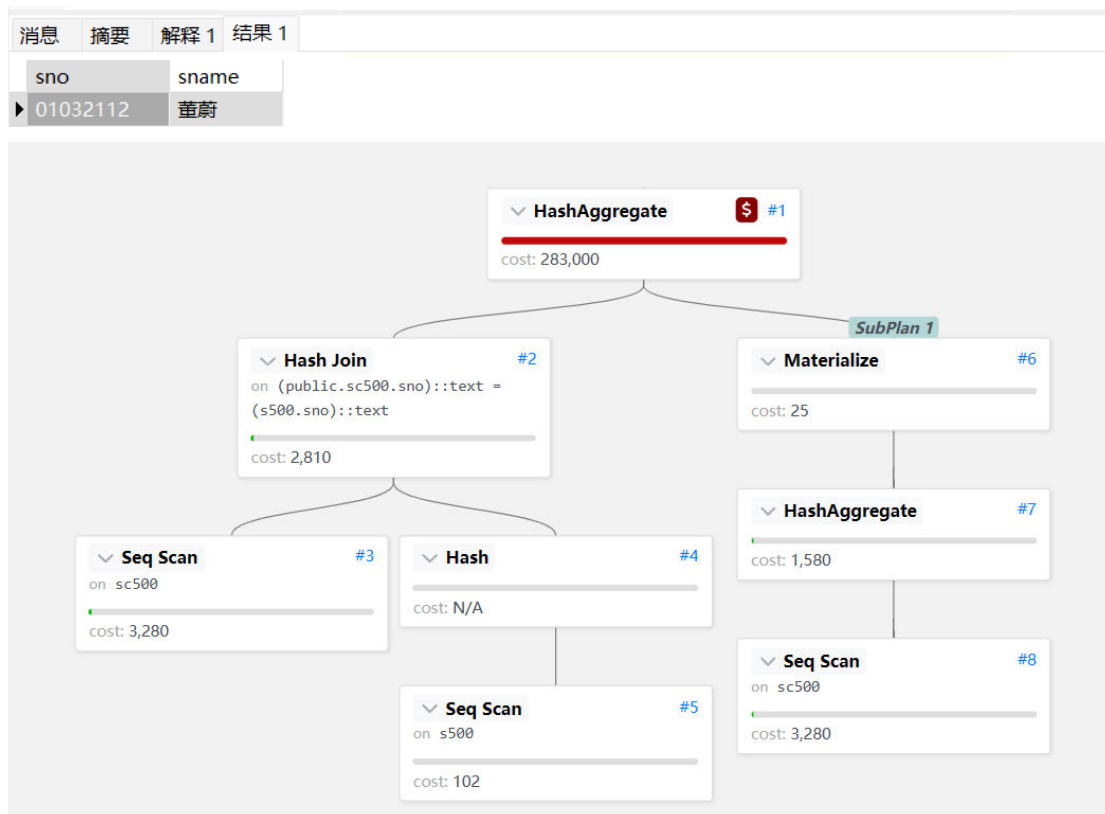 消息 摘要 解释 1 结果 1
sno sname
01032112 董蔚
HashAggregate $ #1
cost: 283,000
SubPlan 1
Hash Join #2
on (public.sc500.sno)::text =
(s500.sno)::text
cost: 2,810
Materialize #6
cost: 25
HashAggregate #7
cost: 1,580
Seq Scan #3
on sc500
cost: 3,280
Hash #4
cost: N/A
Seq Scan #8
on sc500
cost: 3,280
Seq Scan #5
on s500
cost: 102